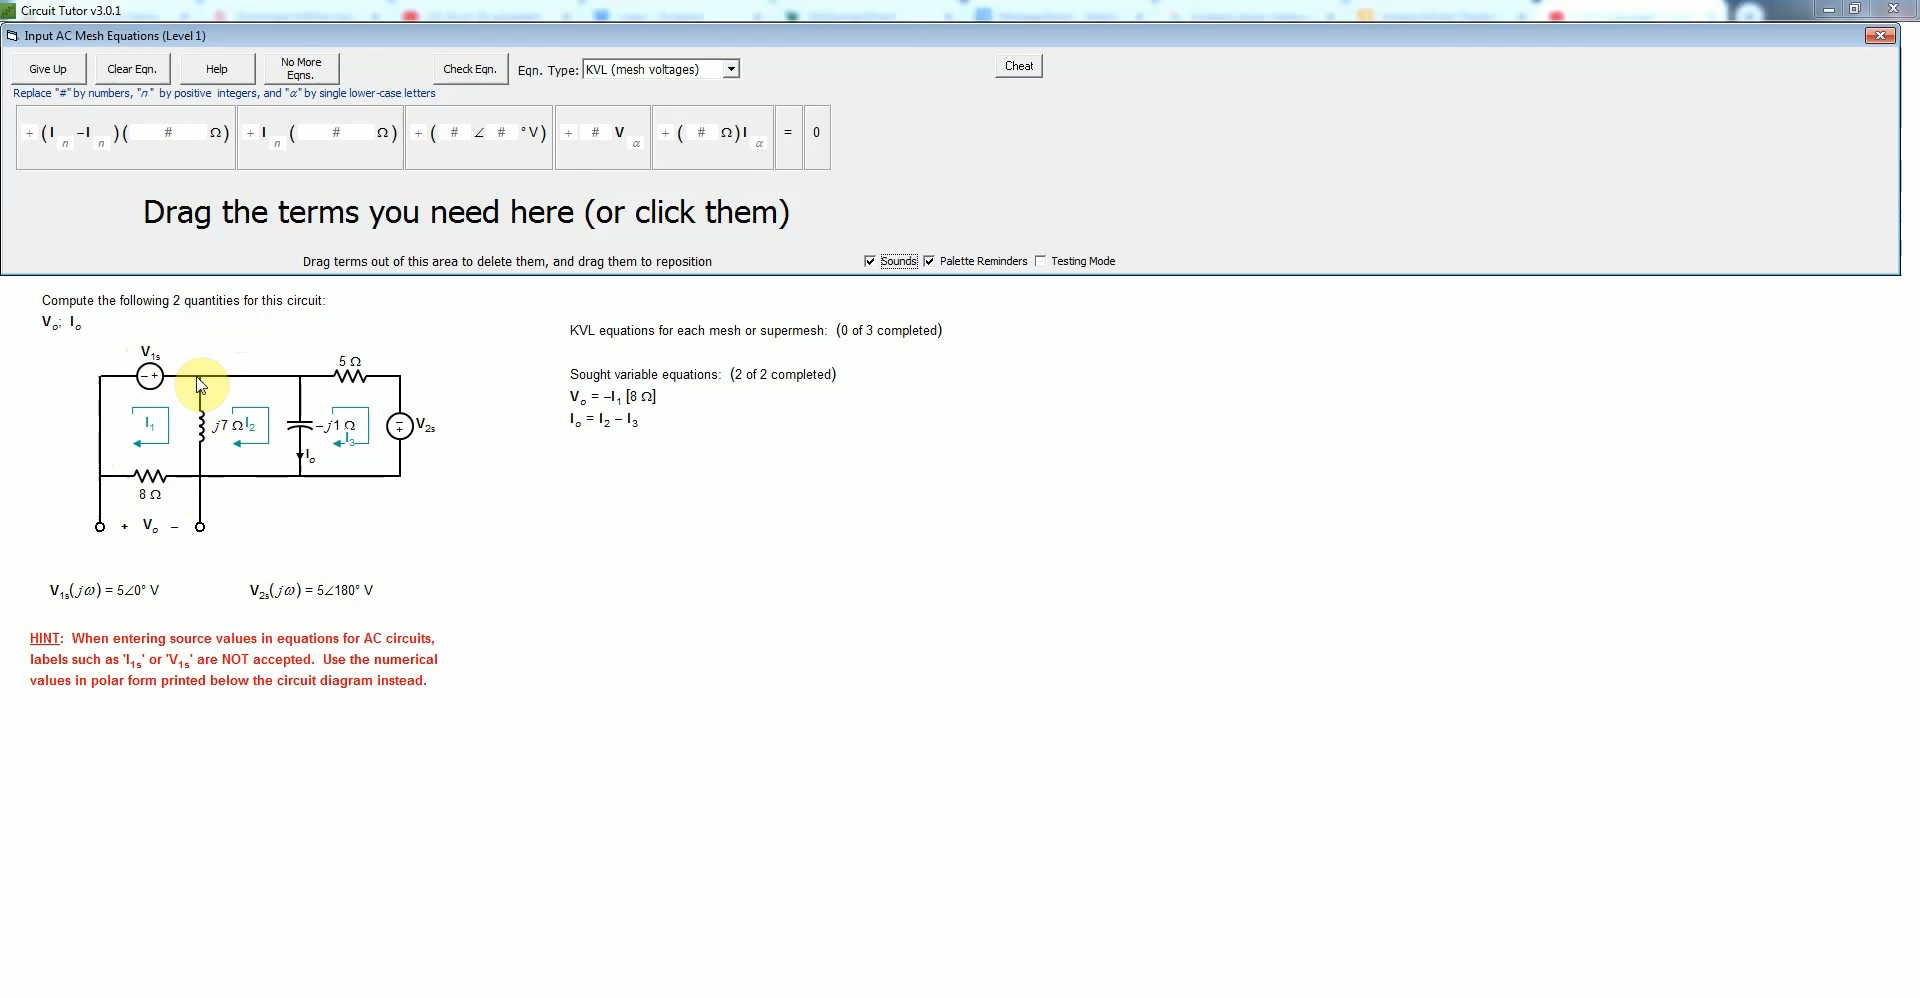 Circuit Tutor v3.0.1
Input AC Mesh Equations (Level 1)
Give Up
Clear Eqn.
Help
No More Eqns.
Check Eqn.
Eqn. Type: KVL (mesh voltages)
Cheat
Replace "#" by numbers, "n" by positive integers, and "α" by single lower-case letters
+ (Iₙ −Iₙ )( # Ω) + Iₙ ( # Ω) + ( # ∠ # °V) + # V_α + ( # Ω)I_α = 0
Drag the terms you need here (or click them)
Drag terms out of this area to delete them, and drag them to reposition
Sounds
Palette Reminders
Testing Mode
Compute the following 2 quantities for this circuit:
Vₒ; Iₒ
KVL equations for each mesh or supermesh: (0 of 3 completed)
Sought variable equations: (2 of 2 completed)
Vₒ = −I₁ [8 Ω]
Iₒ = I₂ − I₃
V₁ₛ
5 Ω
− +
I₁
j7 Ω
I₂
−j1 Ω
I₃
− +
V₂ₛ
Iₒ
8 Ω
+ Vₒ −
V₁ₛ(jω) = 5∠0° V
V₂ₛ(jω) = 5∠180° V
HINT: When entering source values in equations for AC circuits,
labels such as 'I₁ₛ' or 'V₁ₛ' are NOT accepted. Use the numerical
values in polar form printed below the circuit diagram instead.